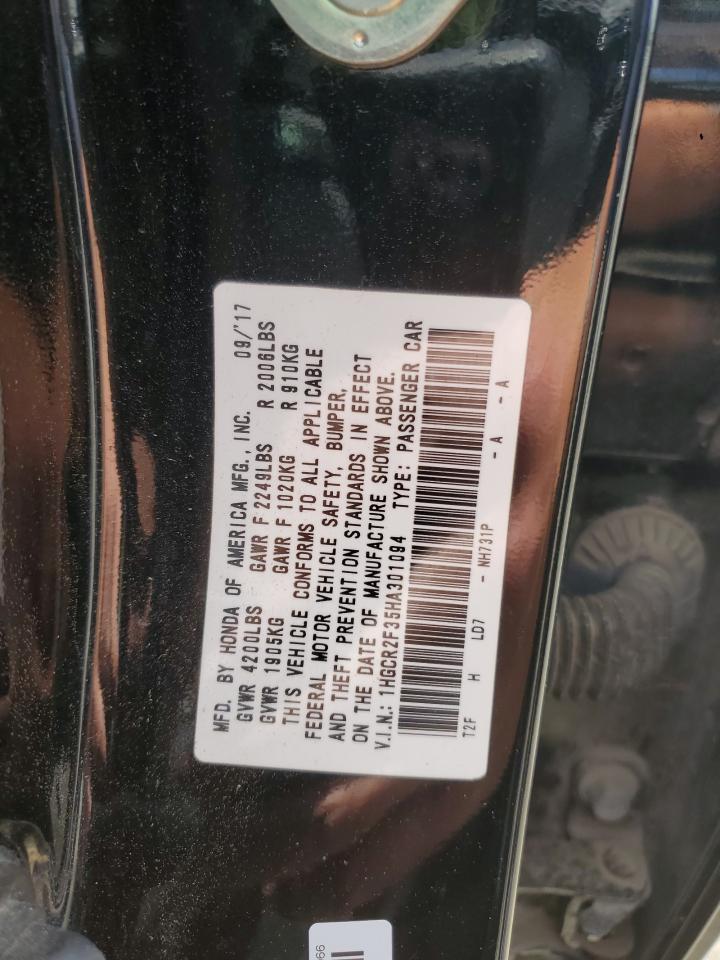 MFD. BY HONDA OF AMERICA MFG., INC. 09/'17
GVWR 4200LBS GAWR F 2249LBS R 2006LBS
GVWR 1905KG GAWR F 1020KG R 910KG
THIS VEHICLE CONFORMS TO ALL APPLICABLE
FEDERAL MOTOR VEHICLE SAFETY, BUMPER,
AND THEFT PREVENTION STANDARDS IN EFFECT
ON THE DATE OF MANUFACTURE SHOWN ABOVE.
V.I.N.: 1HGCR2F35HA301094 TYPE: PASSENGER CAR
T2F H LD7 - NH731P - A - A